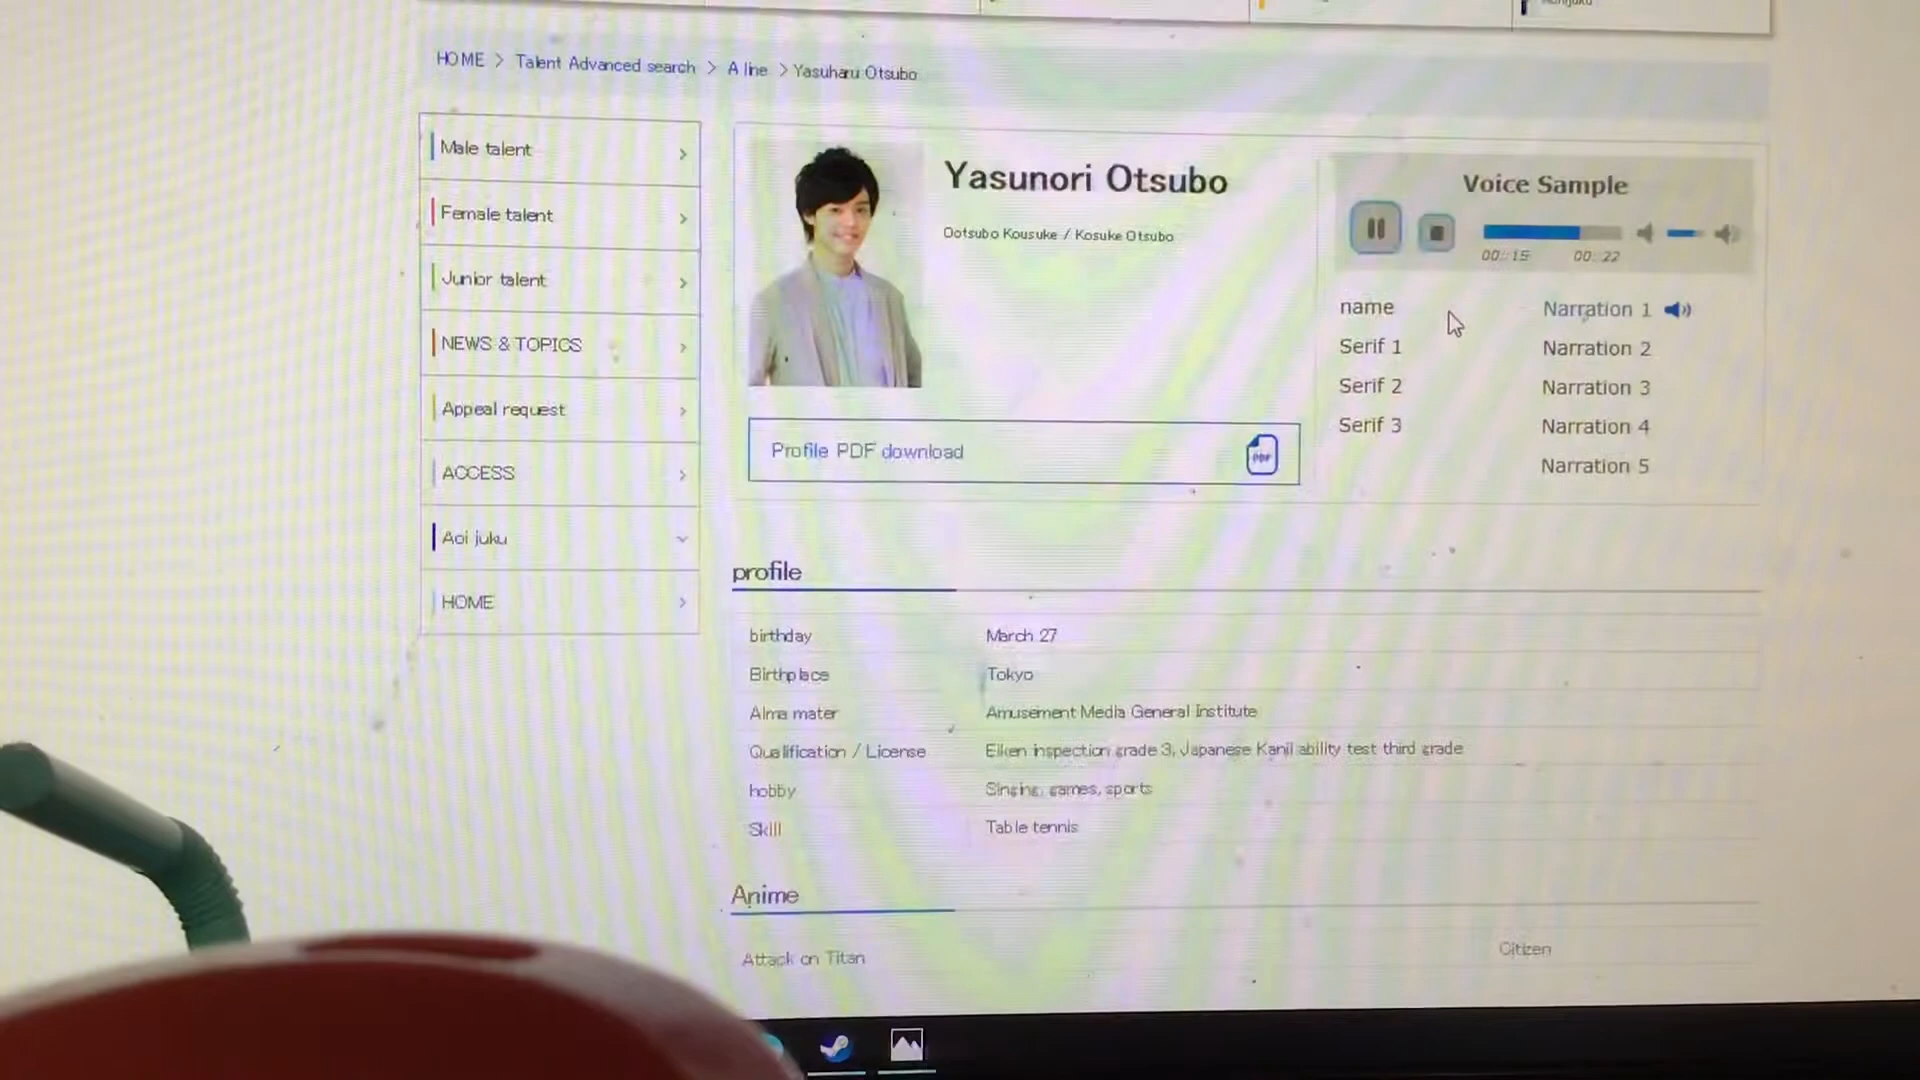 HOME > Talent Advanced search > A line > Yasuharu Otsubo
Male talent
Female talent
Junior talent
NEWS & TOPICS
Appeal request
ACCESS
Aoi juku
HOME
Yasunori Otsubo
Ootsubo Kousuke / Kosuke Otsubo
Profile PDF download
PDF
Voice Sample
00:15 00:22
name Narration 1
Serif 1 Narration 2
Serif 2 Narration 3
Serif 3 Narration 4
Narration 5
profile
birthday March 27
Birthplace Tokyo
Alma mater Amusement Media General Institute
Qualification / License Eiken inspection grade 3, Japanese Kanji ability test third grade
hobby Singing, games, sports
Skill Table tennis
Anime
Attack on Titan Citizen